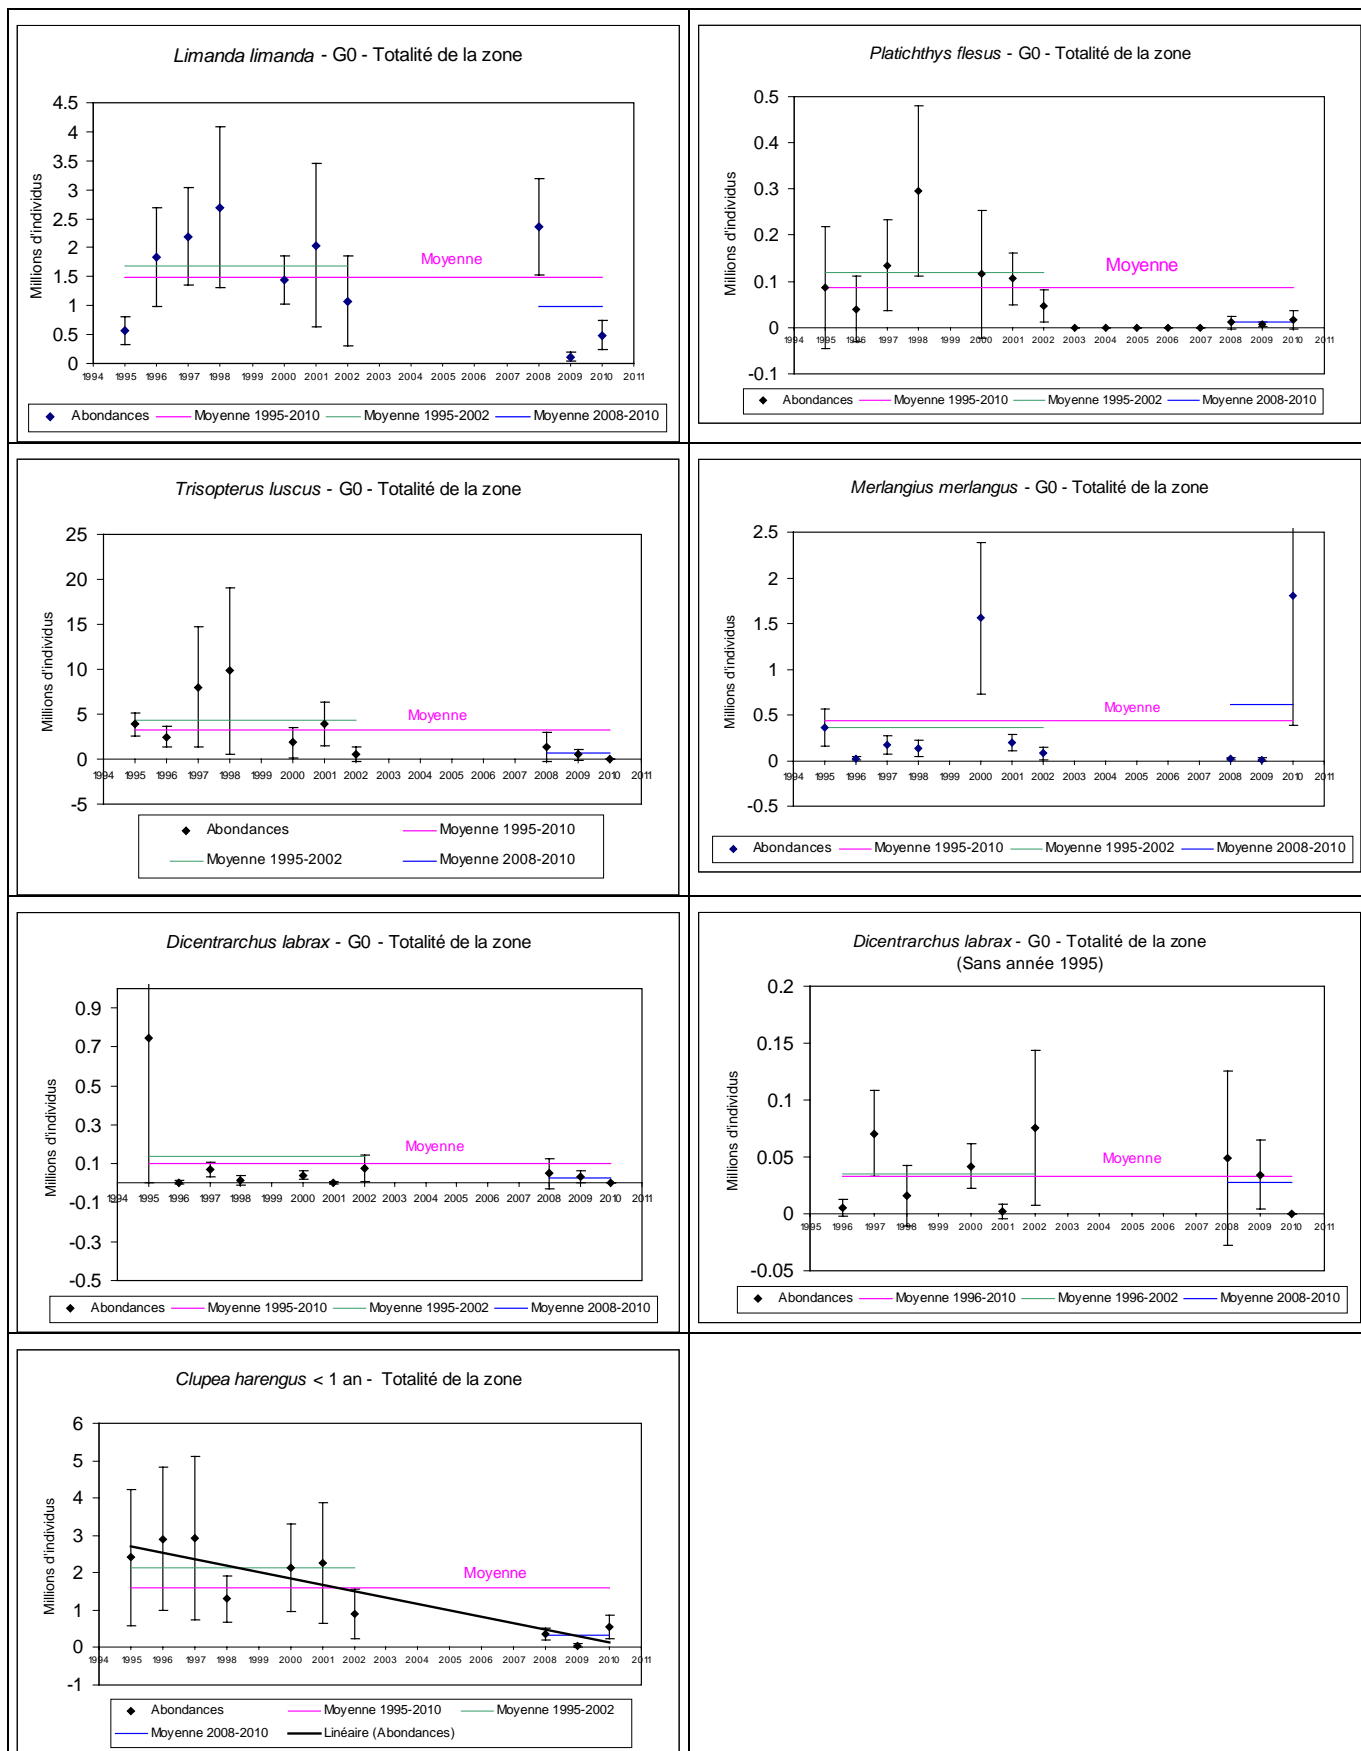 Limanda limanda - G0 - Totalité de la zone
Millions d'individus
4.5
4
3.5
3
2.5
2
1.5
1
0.5
0
Moyenne
1994 1995 1996 1997 1998 1999 2000 2001 2002 2003 2004 2005 2006 2007 2008 2009 2010 2011
Abondances Moyenne 1995-2010 Moyenne 1995-2002 Moyenne 2008-2010
Platichthys flesus - G0 - Totalité de la zone
Millions d'individus
0.5
0.4
0.3
0.2
0.1
0
-0.1
Moyenne
1994 1995 1996 1997 1998 1999 2000 2001 2002 2003 2004 2005 2006 2007 2008 2009 2010 2011
Abondances Moyenne 1995-2010 Moyenne 1995-2002 Moyenne 2008-2010
Trisopterus luscus - G0 - Totalité de la zone
Millions d'individus
25
20
15
10
5
0
-5
Moyenne
1994 1995 1996 1997 1998 1999 2000 2001 2002 2003 2004 2005 2006 2007 2008 2009 2010 2011
Abondances Moyenne 1995-2010
Moyenne 1995-2002 Moyenne 2008-2010
Merlangius merlangus - G0 - Totalité de la zone
Millions d'individus
2.5
2
1.5
1
0.5
0
-0.5
Moyenne
1994 1995 1996 1997 1998 1999 2000 2001 2002 2003 2004 2005 2006 2007 2008 2009 2010 2011
Abondances Moyenne 1995-2010 Moyenne 1995-2002 Moyenne 2008-2010
Dicentrarchus labrax - G0 - Totalité de la zone
Millions d'individus
0.9
0.7
0.5
0.3
0.1
-0.1
-0.3
-0.5
Moyenne
1994 1995 1996 1997 1998 1999 2000 2001 2002 2003 2004 2005 2006 2007 2008 2009 2010 2011
Abondances Moyenne 1995-2010 Moyenne 1995-2002 Moyenne 2008-2010
Dicentrarchus labrax - G0 - Totalité de la zone
(Sans année 1995)
Millions d'individus
0.2
0.15
0.1
0.05
0
-0.05
Moyenne
1995 1996 1997 1998 1999 2000 2001 2002 2003 2004 2005 2006 2007 2008 2009 2010 2011
Abondances Moyenne 1996-2010 Moyenne 1996-2002 Moyenne 2008-2010
Clupea harengus < 1 an - Totalité de la zone
Millions d'individus
6
5
4
3
2
1
0
-1
Moyenne
1994 1995 1996 1997 1998 1999 2000 2001 2002 2003 2004 2005 2006 2007 2008 2009 2010 2011
Abondances Moyenne 1995-2010 Moyenne 1995-2002
Moyenne 2008-2010 Linéaire (Abondances)